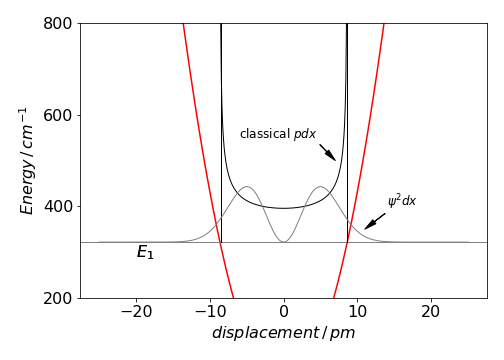 800
600
400
200
Energy / cm⁻¹
classical pdx
ψ²dx
E₁
−20
−10
0
10
20
displacement / pm